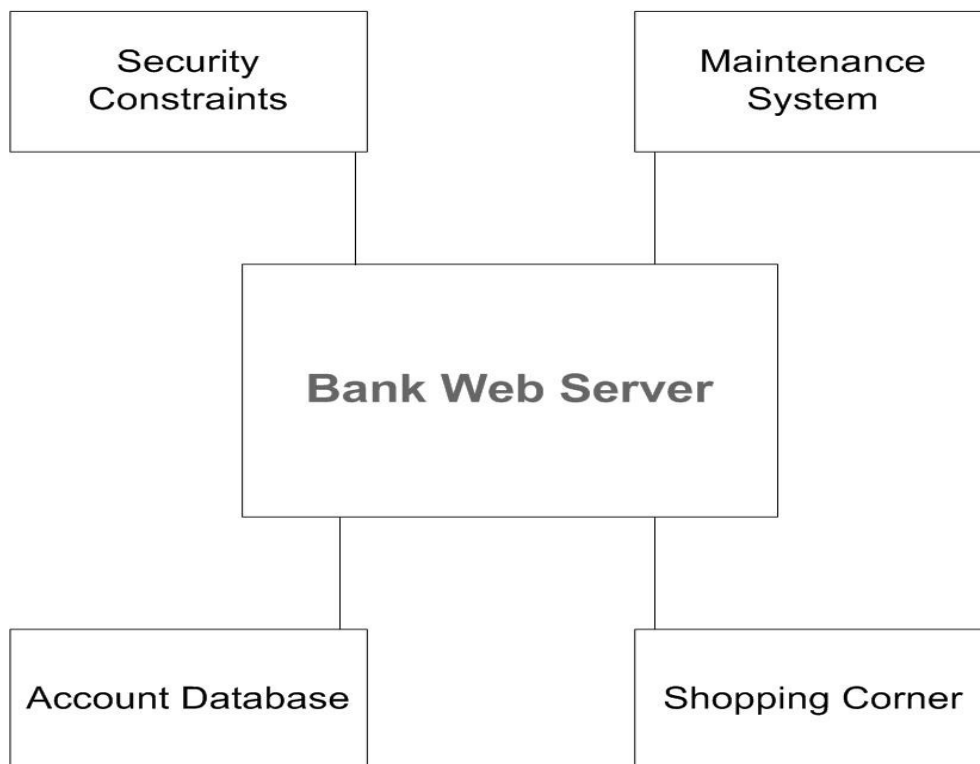 Security
Constraints
Maintenance
System
Bank Web Server
Account Database
Shopping Corner